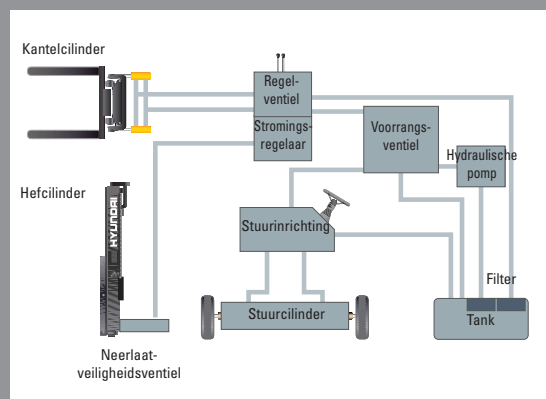 Kantelcilinder
Regel-
ventiel
Stromings-
regelaar
Voorrangs-
ventiel
Hydraulische
pomp
Hefcilinder
HYUNDAI
Stuurinrichting
Filter
Stuurcilinder
Tank
Neerlaat-
veiligheidsventiel